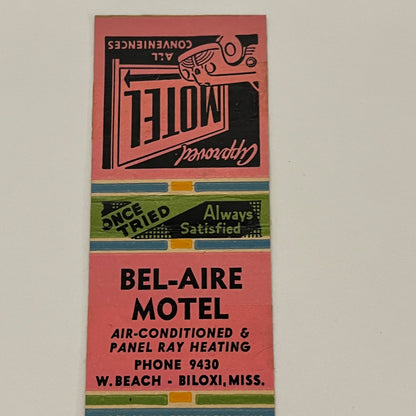 Approved
MOTEL
ALL
CONVENIENCES
ONCE
TRIED
Always
Satisfied
BEL-AIRE
MOTEL
AIR-CONDITIONED &
PANEL RAY HEATING
PHONE 9430
W. BEACH - BILOXI, MISS.